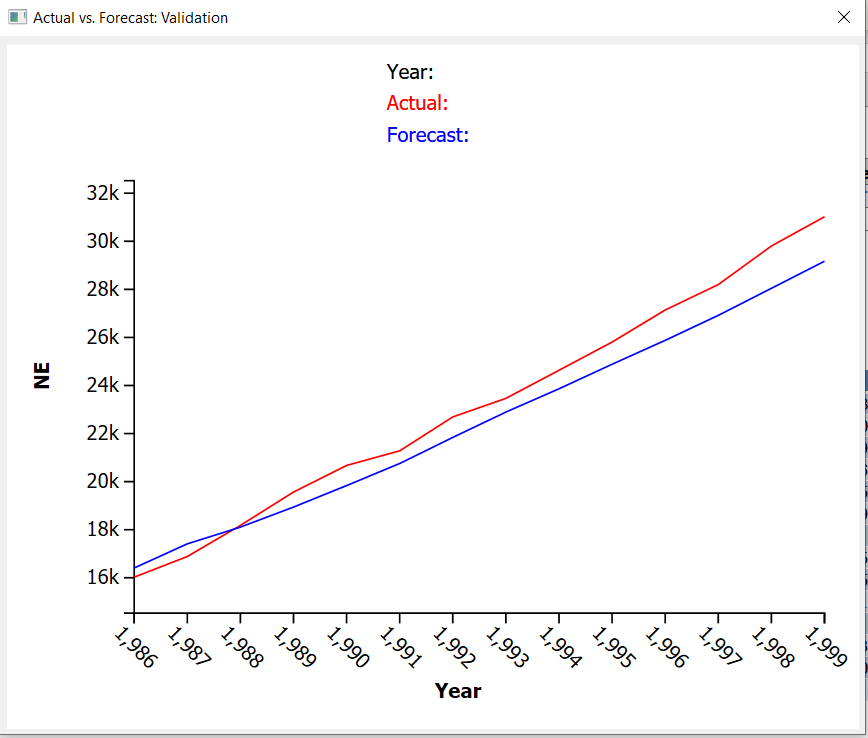 Actual vs. Forecast: Validation
Year:
Actual:
Forecast:
32k
30k
28k
26k
24k
22k
20k
18k
16k
NE
1,986 1,987 1,988 1,989 1,990 1,991 1,992 1,993 1,994 1,995 1,996 1,997 1,998 1,999
Year